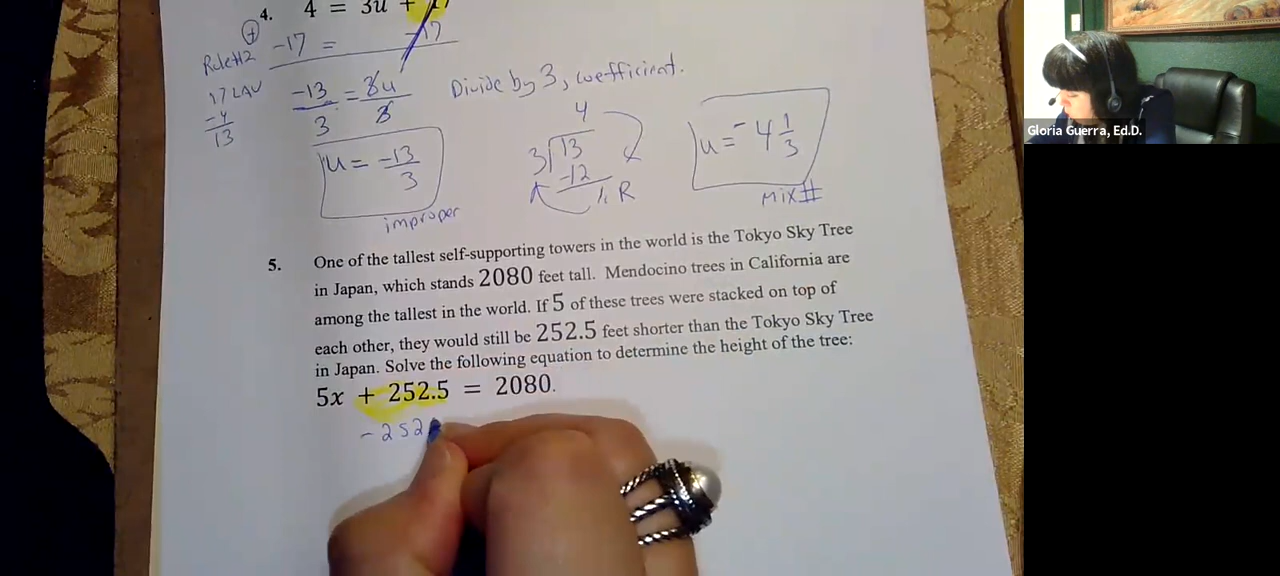 4. 4 = 3u + 17
-17 = -17
Rule #2
17 LAV
-4
13
-13 = 3u
3 3
Divide by 3, coefficient.
u = -13
3
improper
4
3 13
-12
1 R
u = -4 1/3
Mix #
5. One of the tallest self-supporting towers in the world is the Tokyo Sky Tree
in Japan, which stands 2080 feet tall. Mendocino trees in California are
among the tallest in the world. If 5 of these trees were stacked on top of
each other, they would still be 252.5 feet shorter than the Tokyo Sky Tree
in Japan. Solve the following equation to determine the height of the tree:
5x + 252.5 = 2080.
- 252
Gloria Guerra, Ed.D.